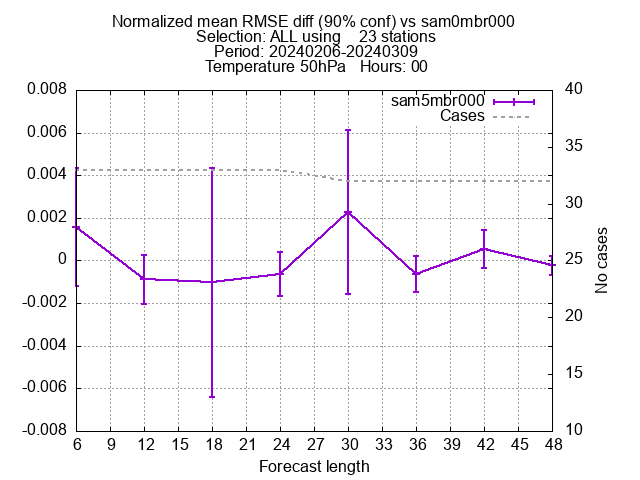 Normalized mean RMSE diff (90% conf) vs sam0mbr000
Selection: ALL using    23 stations
Period: 20240206-20240309
Temperature 50hPa   Hours: 00
sam5mbr000
Cases
0.008
0.006
0.004
0.002
0
-0.002
-0.004
-0.006
-0.008
40
35
30
25
20
15
10
No cases
6 9 12 15 18 21 24 27 30 33 36 39 42 45 48
Forecast length